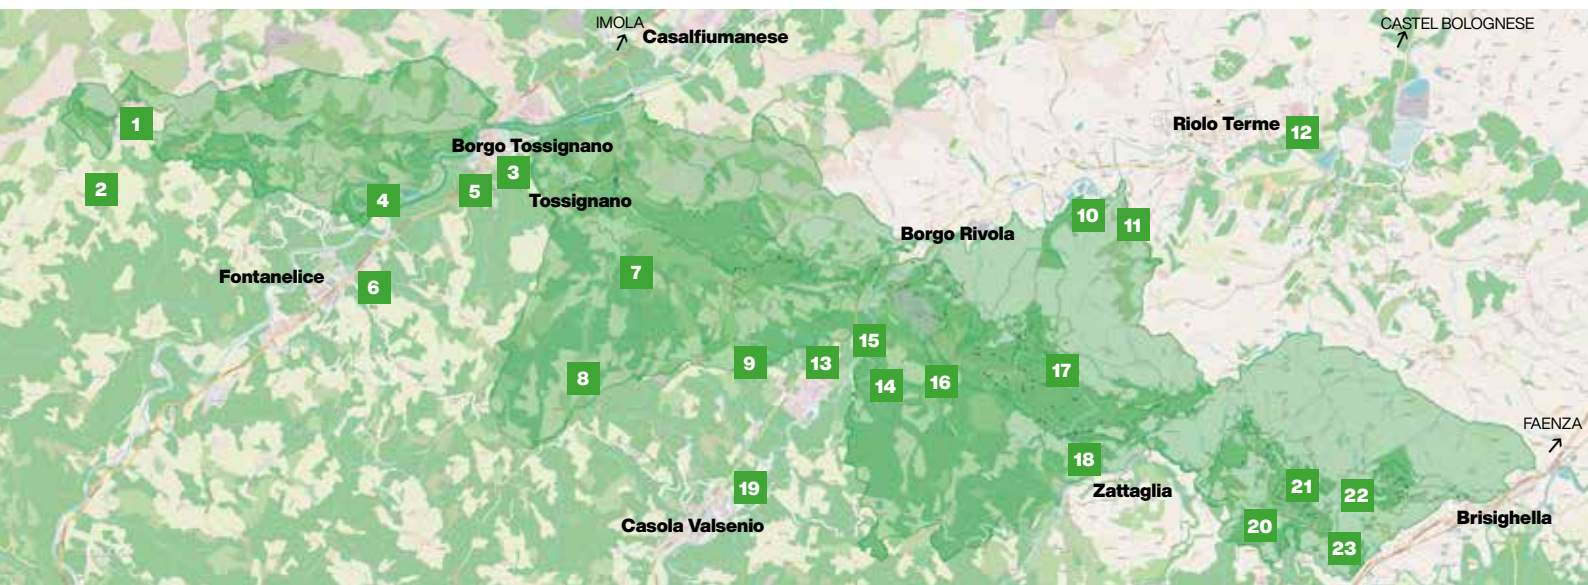 IMOLA
Casalfiumanese
CASTEL BOLOGNESE
1
Riolo Terme
12
Borgo Tossignano
3
2
5
4
Tossignano
10
11
Borgo Rivola
7
Fontanelice
6
15
9
13
17
8
14
16
FAENZA
18
19
Zattaglia
21
22
Casola Valsenio
20
Brisighella
23